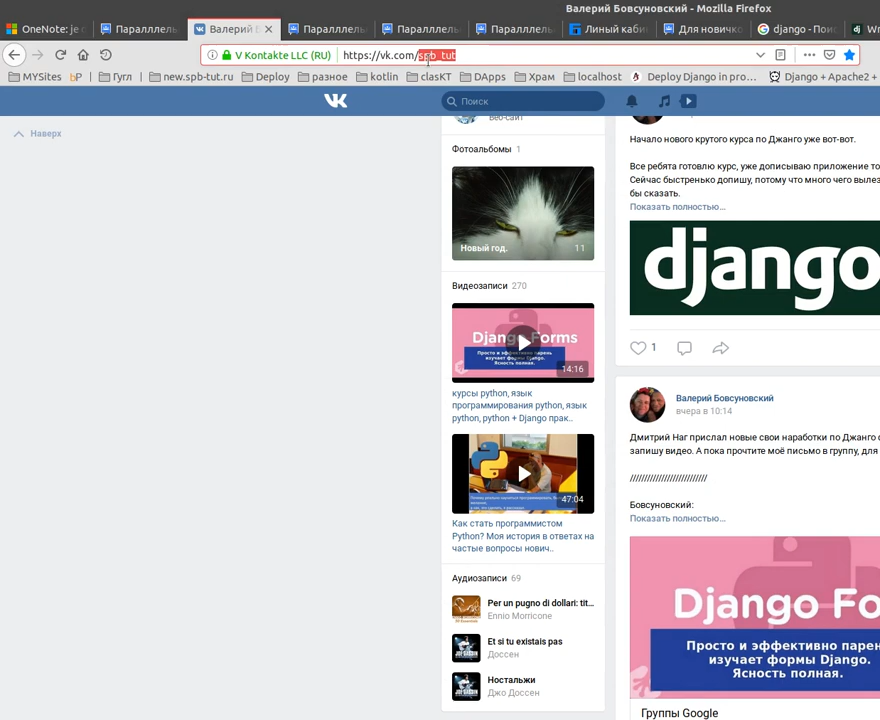 Валерий Бовсуновский - Mozilla Firefox
OneNote: je c
Параллель
Валерий Б
Параллель
Параллель
Параллель
Линый каби
Для новичко
django - Пои
Wr
V Kontakte LLC (RU)
https://vk.com/spb_tut
MYSites
bP
Гугл
new.spb-tut.ru
Deploy
разное
kotlin
clasKT
DApps
Храм
localhost
Deploy Django in pro…
Django + Apache2 +
Поиск
Наверх
Веб-сайт
Фотоальбомы 1
Новый год.
11
Видеозаписи 270
Django Forms
Просто и эффективно парень
изучает формы Django.
Ясность полная.
14:16
курсы python, язык
программирования python, язык
python, python + Django прак..
47:04
Как стать программистом
Python? Моя история в ответах на
частые вопросы нович..
Аудиозаписи 69
Per un pugno di dollari: tit…
Ennio Morricone
Et si tu existais pas
Доссен
Ностальжи
Джо Доссен
Начало нового крутого курса по Джанго уже вот-вот.
Все ребята готовлю курс, уже дописываю приложение то
Сейчас быстренько допишу, потому что много чего вылез
бы сказать.
Показать полностью…
django
1
Валерий Бовсуновский
вчера в 10:14
Дмитрий Наг прислал новые свои наработки по Джанго
запишу видео. А пока прочтите моё письмо в группу, для
//////////////////////////
Бовсуновский:
Показать полностью…
Django Fo
Просто и эффективно парен
изучает формы Django.
Ясность полная.
Группы Google